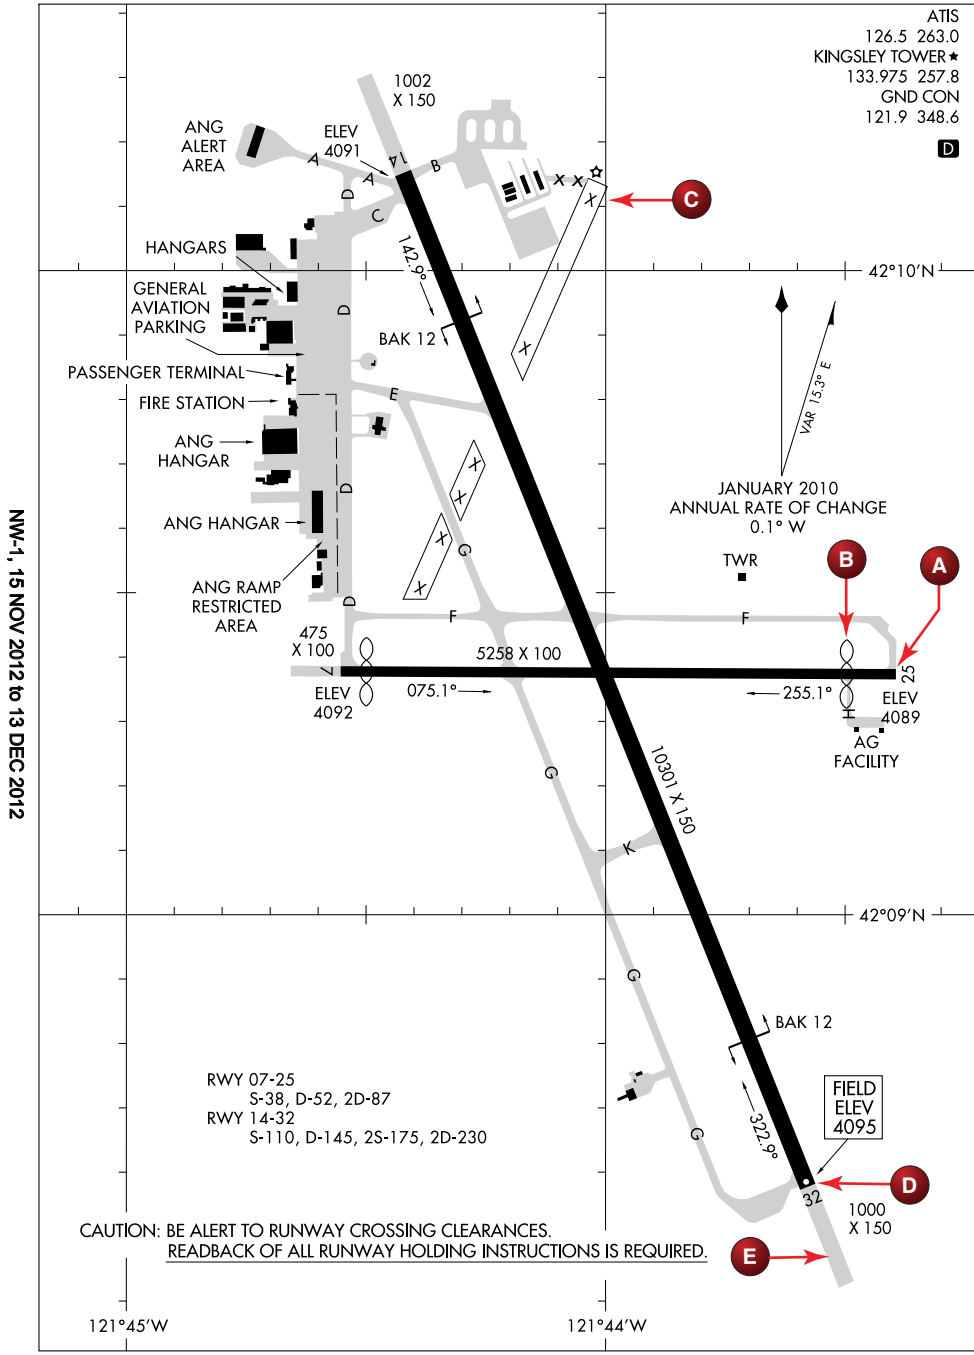 ATIS
126.5 263.0
KINGSLEY TOWER ★
133.975 257.8
GND CON
121.9 348.6
D
1002
X 150
ANG
ALERT
AREA
ELEV
4091
14
A
A
B
D
C
X X
X
C
HANGARS
142.9°
42°10'N
GENERAL
AVIATION
PARKING
D
BAK 12
X
VAR 15.3° E
PASSENGER TERMINAL
E
FIRE STATION
ANG
HANGAR
X
X
D
JANUARY 2010
ANNUAL RATE OF CHANGE
0.1° W
ANG HANGAR
X
X
G
TWR
B
A
ANG RAMP
RESTRICTED
AREA
D
F
F
475
X 100
5258 X 100
7
25
ELEV
4092
075.1°
255.1°
ELEV
4089
H
AG
FACILITY
G
10301 X 150
K
NW-1, 15 NOV 2012 to 13 DEC 2012
42°09'N
G
BAK 12
RWY 07-25
S-38, D-52, 2D-87
RWY 14-32
S-110, D-145, 2S-175, 2D-230
FIELD
ELEV
4095
G
322.9°
32
D
1000
X 150
CAUTION: BE ALERT TO RUNWAY CROSSING CLEARANCES.
READBACK OF ALL RUNWAY HOLDING INSTRUCTIONS IS REQUIRED.
E
121°45'W
121°44'W